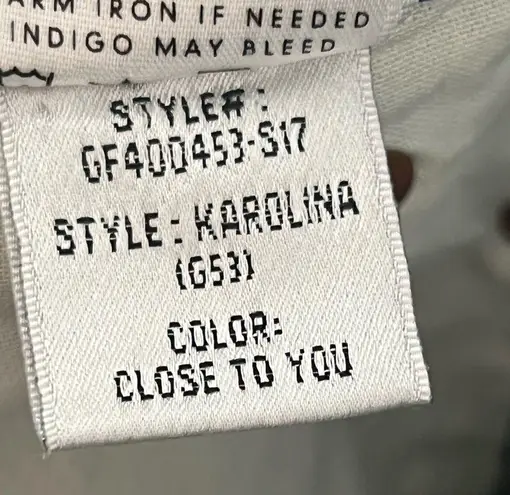 ARM IRON IF NEEDED
INDIGO MAY BLEED
STYLE# :
GF400453-S17
STYLE : KAROLINA
(G53)
COLOR:
CLOSE TO YOU